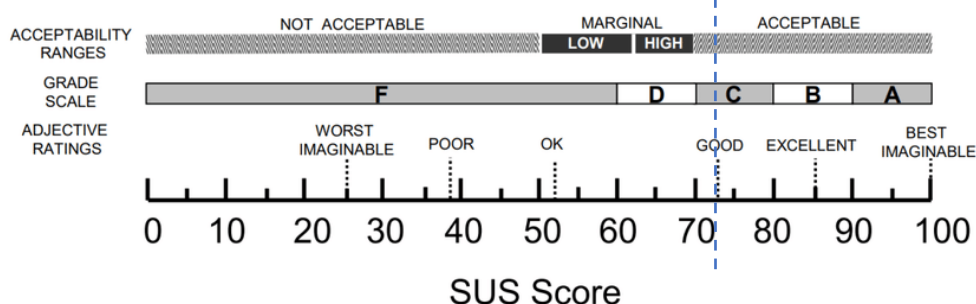 NOT ACCEPTABLE MARGINAL ACCEPTABLE
ACCEPTABILITY
RANGES
LOW HIGH
GRADE
SCALE
F D C B A
ADJECTIVE
RATINGS
WORST
IMAGINABLE
POOR
OK
GOOD
EXCELLENT
BEST
IMAGINABLE
0 10 20 30 40 50 60 70 80 90 100
SUS Score